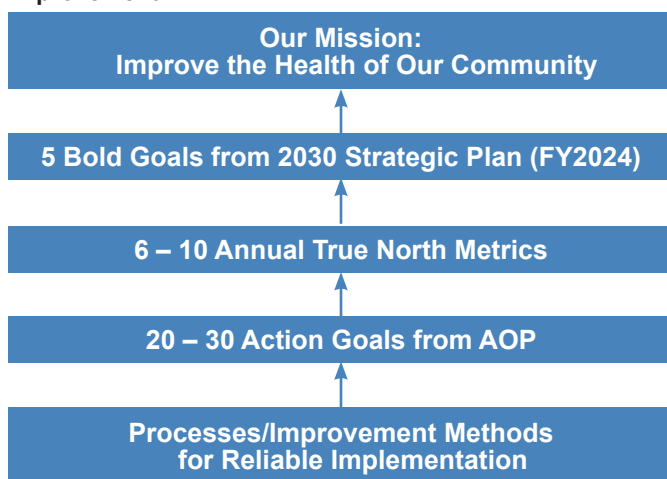 Our Mission:
Improve the Health of Our Community
5 Bold Goals from 2030 Strategic Plan (FY2024)
6 – 10 Annual True North Metrics
20 – 30 Action Goals from AOP
Processes/Improvement Methods
for Reliable Implementation